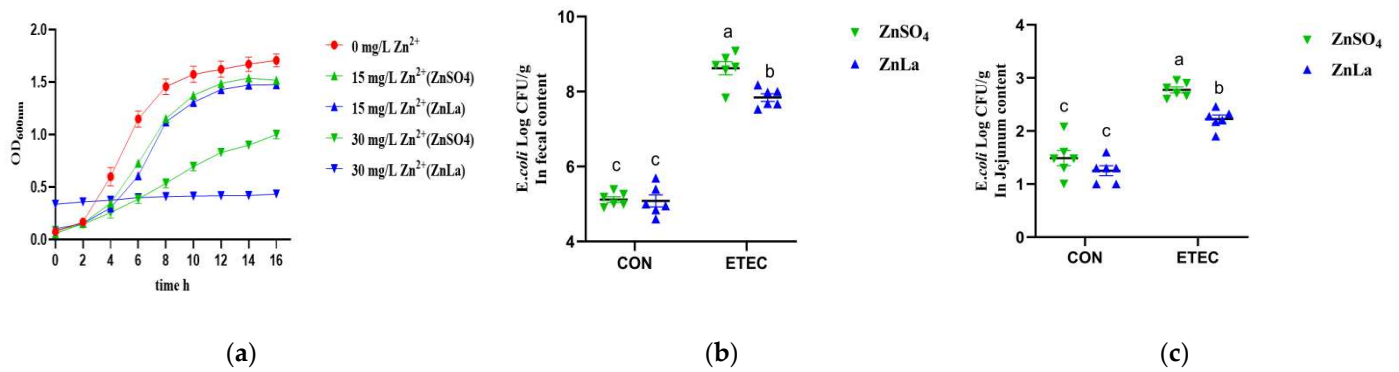 2.0
1.5
1.0
0.5
0.0
OD600nm
0 2 4 6 8 10 12 14 16
time h
0 mg/L Zn2+
15 mg/L Zn2+(ZnSO4)
15 mg/L Zn2+(ZnLa)
30 mg/L Zn2+(ZnSO4)
30 mg/L Zn2+(ZnLa)
(a)
E.coli Log CFU/g
In fecal content
10
8
6
4
c c a b
CON ETEC
ZnSO4
ZnLa
(b)
E.coli Log CFU/g
In Jejunum content
4
3
2
1
0
c c a b
CON ETEC
ZnSO4
ZnLa
(c)